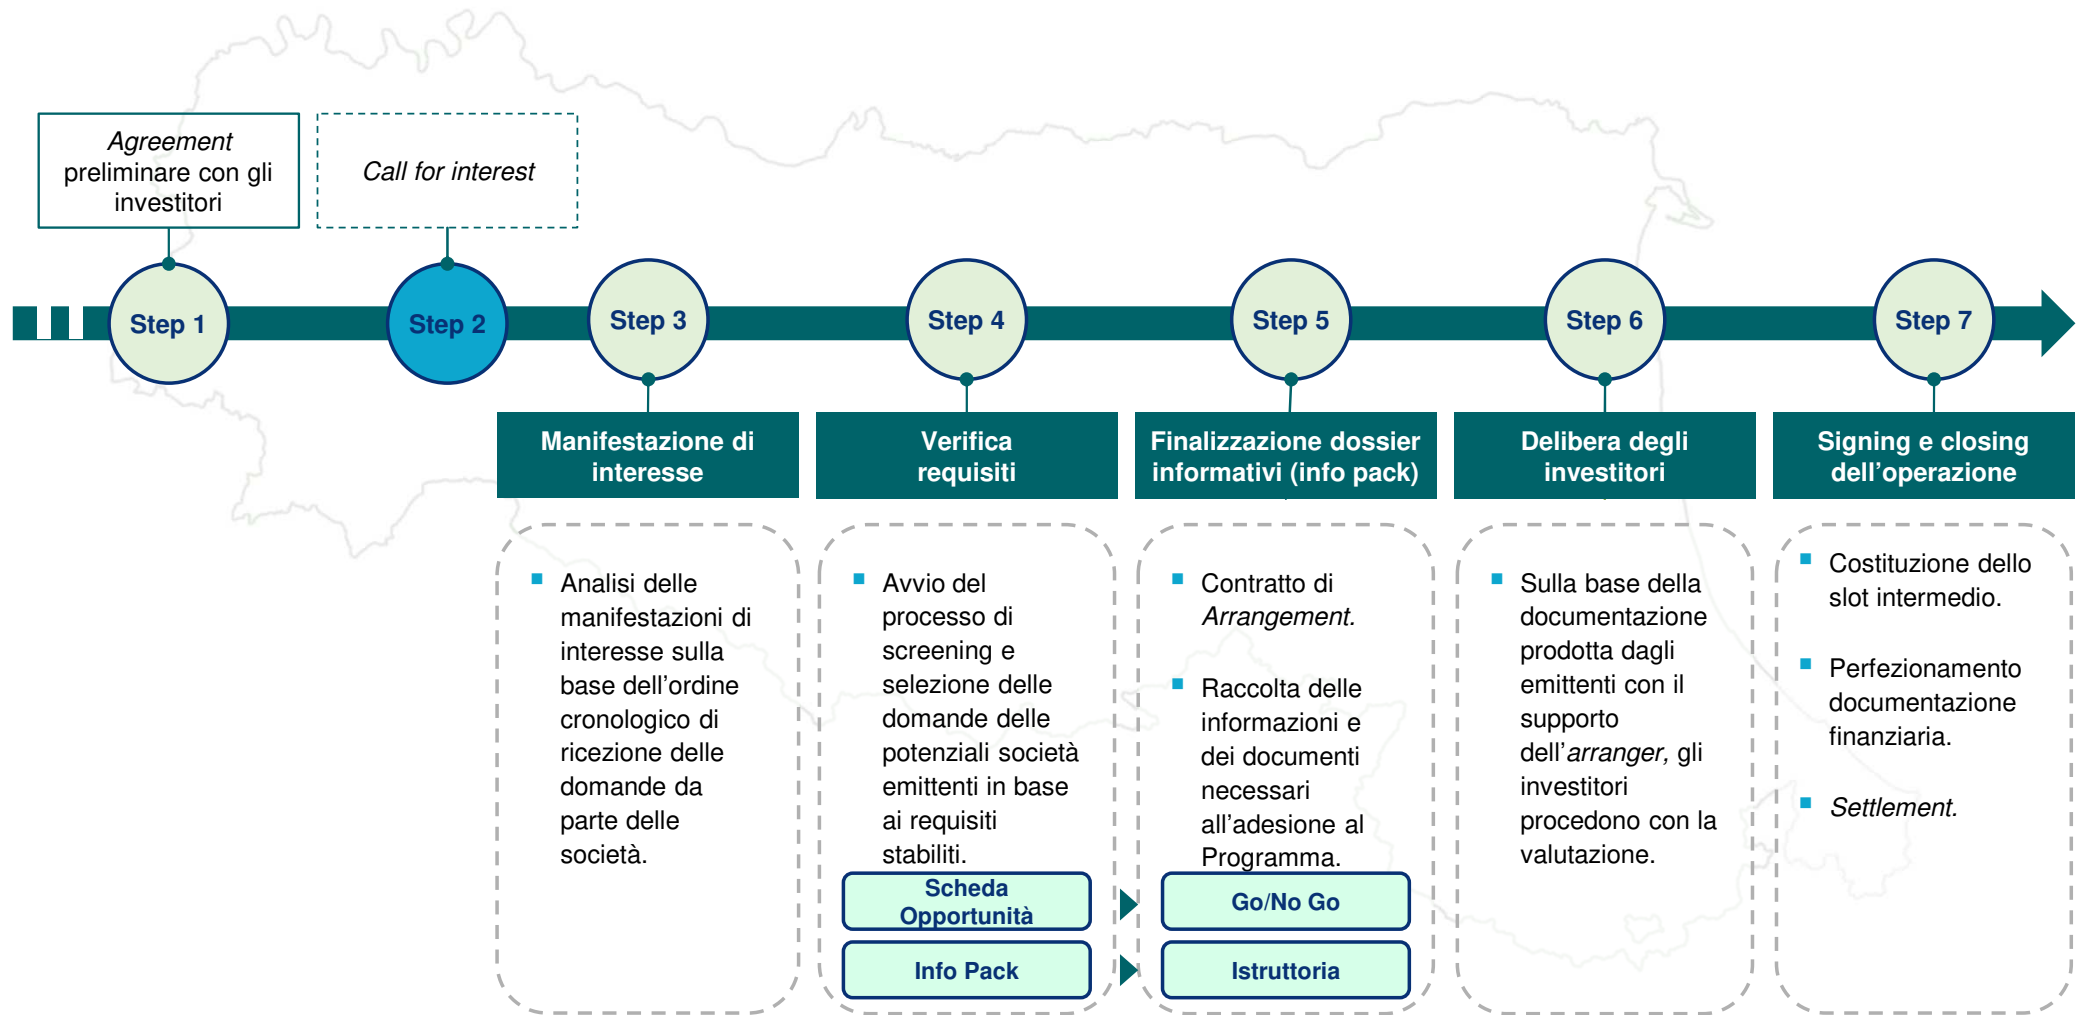 Agreement
preliminare con gli
investitori
Call for interest
Step 1
Step 2
Step 3
Step 4
Step 5
Step 6
Step 7
Manifestazione di
interesse
Verifica
requisiti
Finalizzazione dossier
informativi (info pack)
Delibera degli
investitori
Signing e closing
dell’operazione
Analisi delle
manifestazioni di
interesse sulla
base dell’ordine
cronologico di
ricezione delle
domande da
parte delle
società.
Avvio del
processo di
screening e
selezione delle
domande delle
potenziali società
emittenti in base
ai requisiti
stabiliti.
Scheda
Opportunità
Info Pack
Contratto di
Arrangement.
Raccolta delle
informazioni e
dei documenti
necessari
all’adesione al
Programma.
Go/No Go
Istruttoria
Sulla base della
documentazione
prodotta dagli
emittenti con il
supporto
dell’arranger, gli
investitori
procedono con la
valutazione.
Costituzione dello
slot intermedio.
Perfezionamento
documentazione
finanziaria.
Settlement.